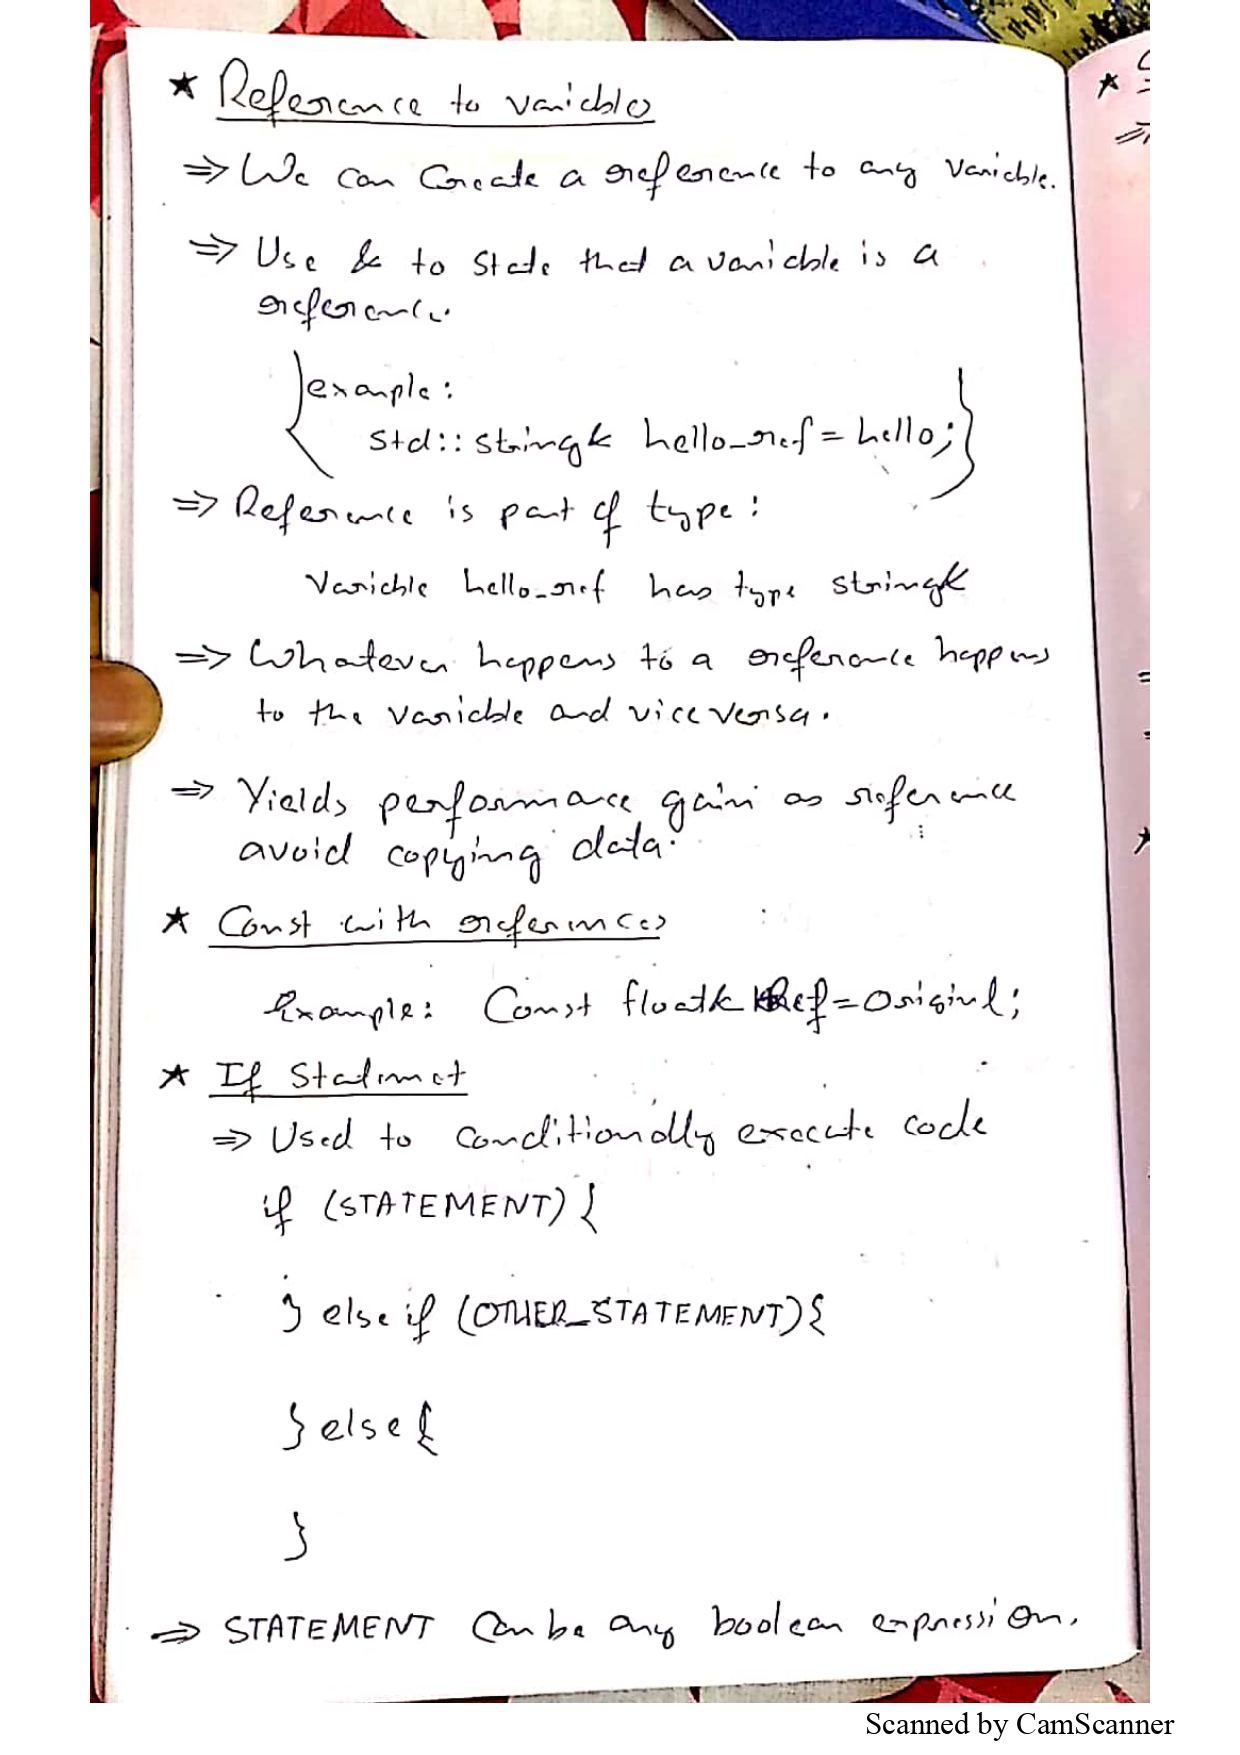 ★ Reference to variables
⇒ We can Create a reference to any variable.
⇒ Use & to State that a variable is a
reference.
example:
std::string& hello_ref = hello;}
⇒ Reference is part of type:
Variable hello_ref has type string&
⇒ Whatever happens to a reference happens
to the variable and vice versa.
⇒ Yields performance gain as reference
avoid copying data.
★ Const with references
Example: Const float& Ref = Original;
★ If Statemet
⇒ Used to conditionally execute code
if (STATEMENT) {
} else if (OTHER_STATEMENT) {
} else {
}
⇒ STATEMENT Can be any boolean expression.
Scanned by CamScanner